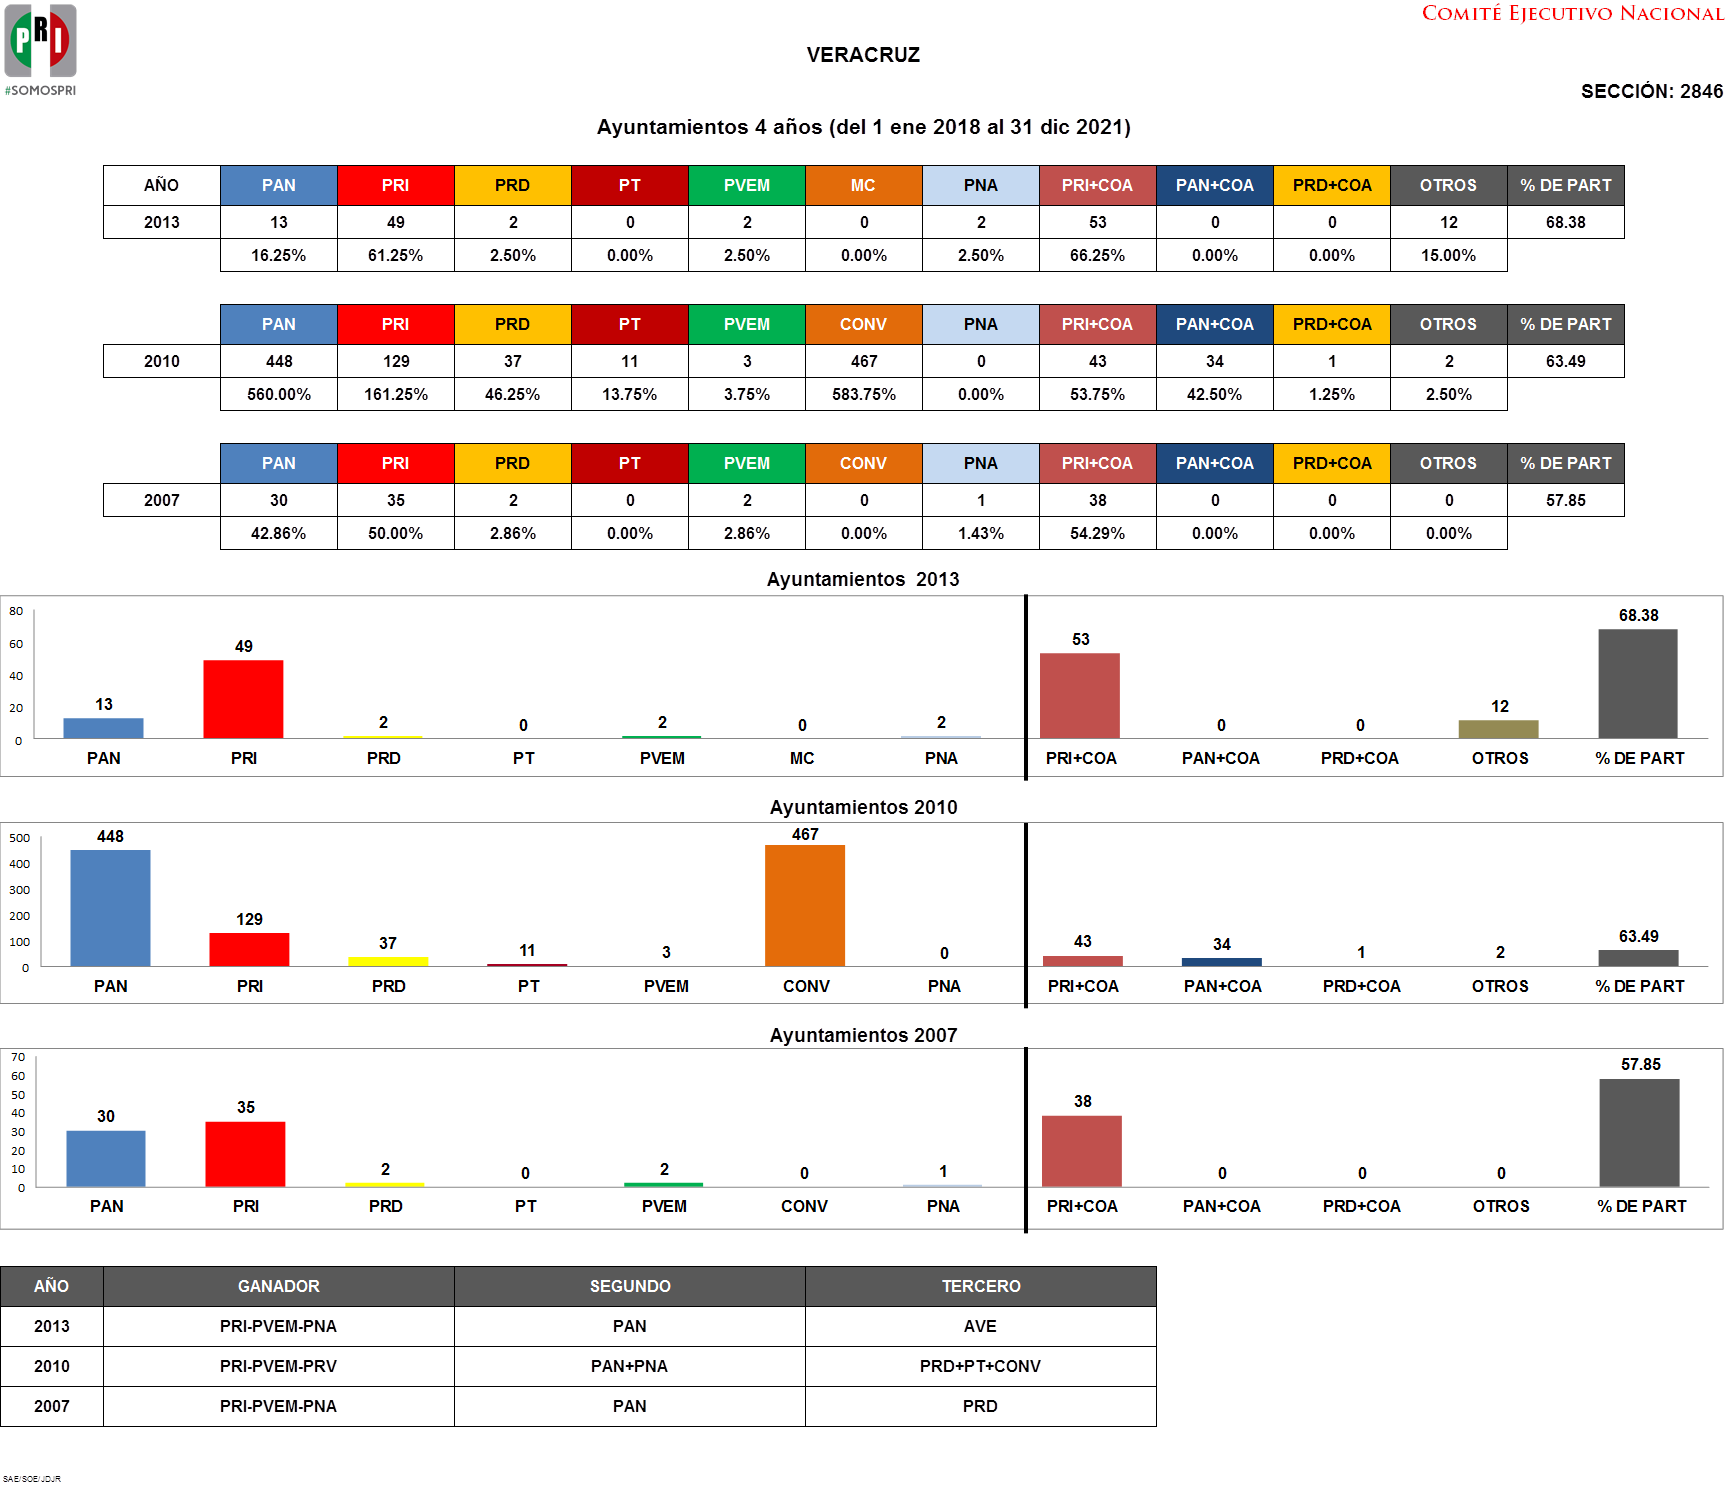 PRI
#SOMOSPRI
COMITÉ EJECUTIVO NACIONAL
VERACRUZ
SECCIÓN: 2846
Ayuntamientos 4 años (del 1 ene 2018 al 31 dic 2021)
AÑO PAN PRI PRD PT PVEM MC PNA PRI+COA PAN+COA PRD+COA OTROS % DE PART
2013 13 49 2 0 2 0 2 53 0 0 12 68.38
16.25% 61.25% 2.50% 0.00% 2.50% 0.00% 2.50% 66.25% 0.00% 0.00% 15.00%
PAN PRI PRD PT PVEM CONV PNA PRI+COA PAN+COA PRD+COA OTROS % DE PART
2010 448 129 37 11 3 467 0 43 34 1 2 63.49
560.00% 161.25% 46.25% 13.75% 3.75% 583.75% 0.00% 53.75% 42.50% 1.25% 2.50%
PAN PRI PRD PT PVEM CONV PNA PRI+COA PAN+COA PRD+COA OTROS % DE PART
2007 30 35 2 0 2 0 1 38 0 0 0 57.85
42.86% 50.00% 2.86% 0.00% 2.86% 0.00% 1.43% 54.29% 0.00% 0.00% 0.00%
Ayuntamientos 2013
80
60
40
20
0
13 49 2 0 2 0 2 53 0 0 12 68.38
PAN PRI PRD PT PVEM MC PNA PRI+COA PAN+COA PRD+COA OTROS % DE PART
Ayuntamientos 2010
500
400
300
200
100
0
448 129 37 11 3 467 0 43 34 1 2 63.49
PAN PRI PRD PT PVEM CONV PNA PRI+COA PAN+COA PRD+COA OTROS % DE PART
Ayuntamientos 2007
70
60
50
40
30
20
10
0
30 35 2 0 2 0 1 38 0 0 0 57.85
PAN PRI PRD PT PVEM CONV PNA PRI+COA PAN+COA PRD+COA OTROS % DE PART
AÑO GANADOR SEGUNDO TERCERO
2013 PRI-PVEM-PNA PAN AVE
2010 PRI-PVEM-PRV PAN+PNA PRD+PT+CONV
2007 PRI-PVEM-PNA PAN PRD
SAE/SOE/JDJR